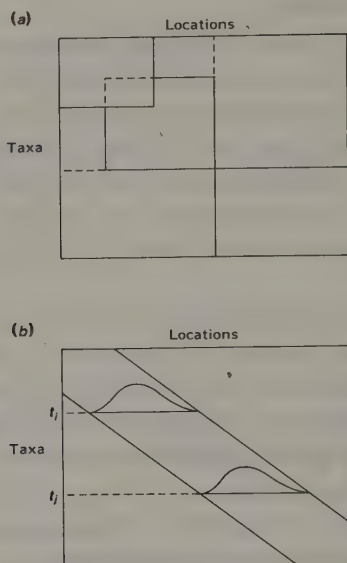 (a)
Locations
Taxa
(b)
Locations
t_i
Taxa
t_j